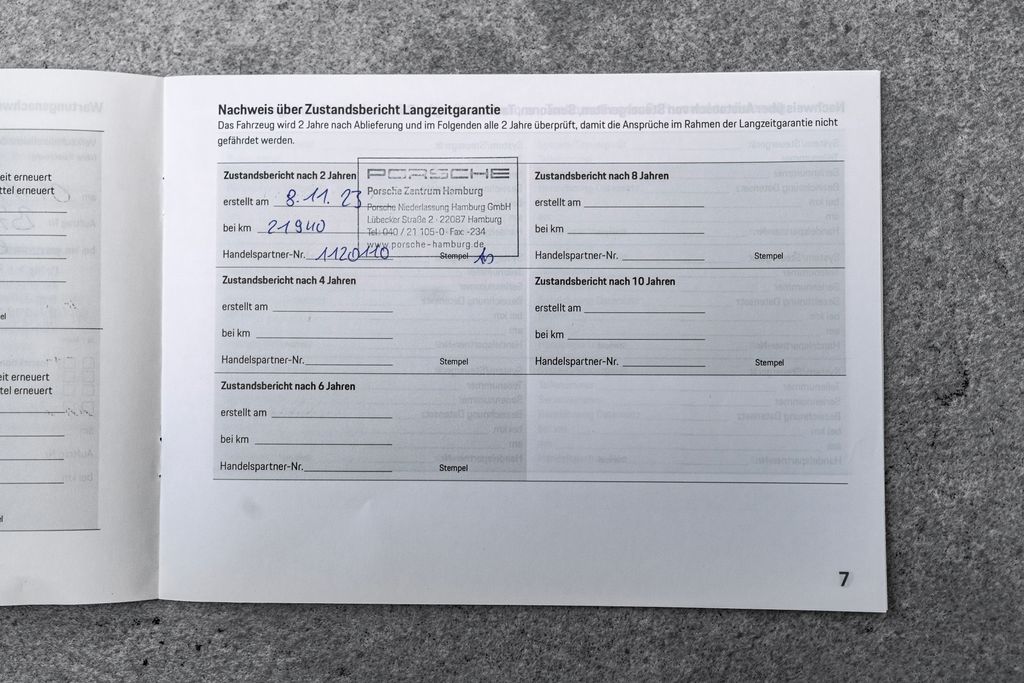 eit erneuert
ttel erneuert
el
eit erneuert
tel erneuert
Nachweis über Zustandsbericht Langzeitgarantie
Das Fahrzeug wird 2 Jahre nach Ablieferung und im Folgenden alle 2 Jahre überprüft, damit die Ansprüche im Rahmen der Langzeitgarantie nicht
gefährdet werden.
Zustandsbericht nach 2 Jahren
erstellt am 8.11.23
bei km 21940
Handelspartner-Nr. 1120110
Stempel
PORSCHE
Porsche Zentrum Hamburg
Porsche Niederlassung Hamburg GmbH
Lübecker Straße 2 · 22087 Hamburg
Tel. 040 / 21 105-0 · Fax -234
www.porsche-hamburg.de
Zustandsbericht nach 4 Jahren
erstellt am
bei km
Handelspartner-Nr. Stempel
Zustandsbericht nach 6 Jahren
erstellt am
bei km
Handelspartner-Nr. Stempel
Zustandsbericht nach 8 Jahren
erstellt am
bei km
Handelspartner-Nr. Stempel
Zustandsbericht nach 10 Jahren
erstellt am
bei km
Handelspartner-Nr. Stempel
7